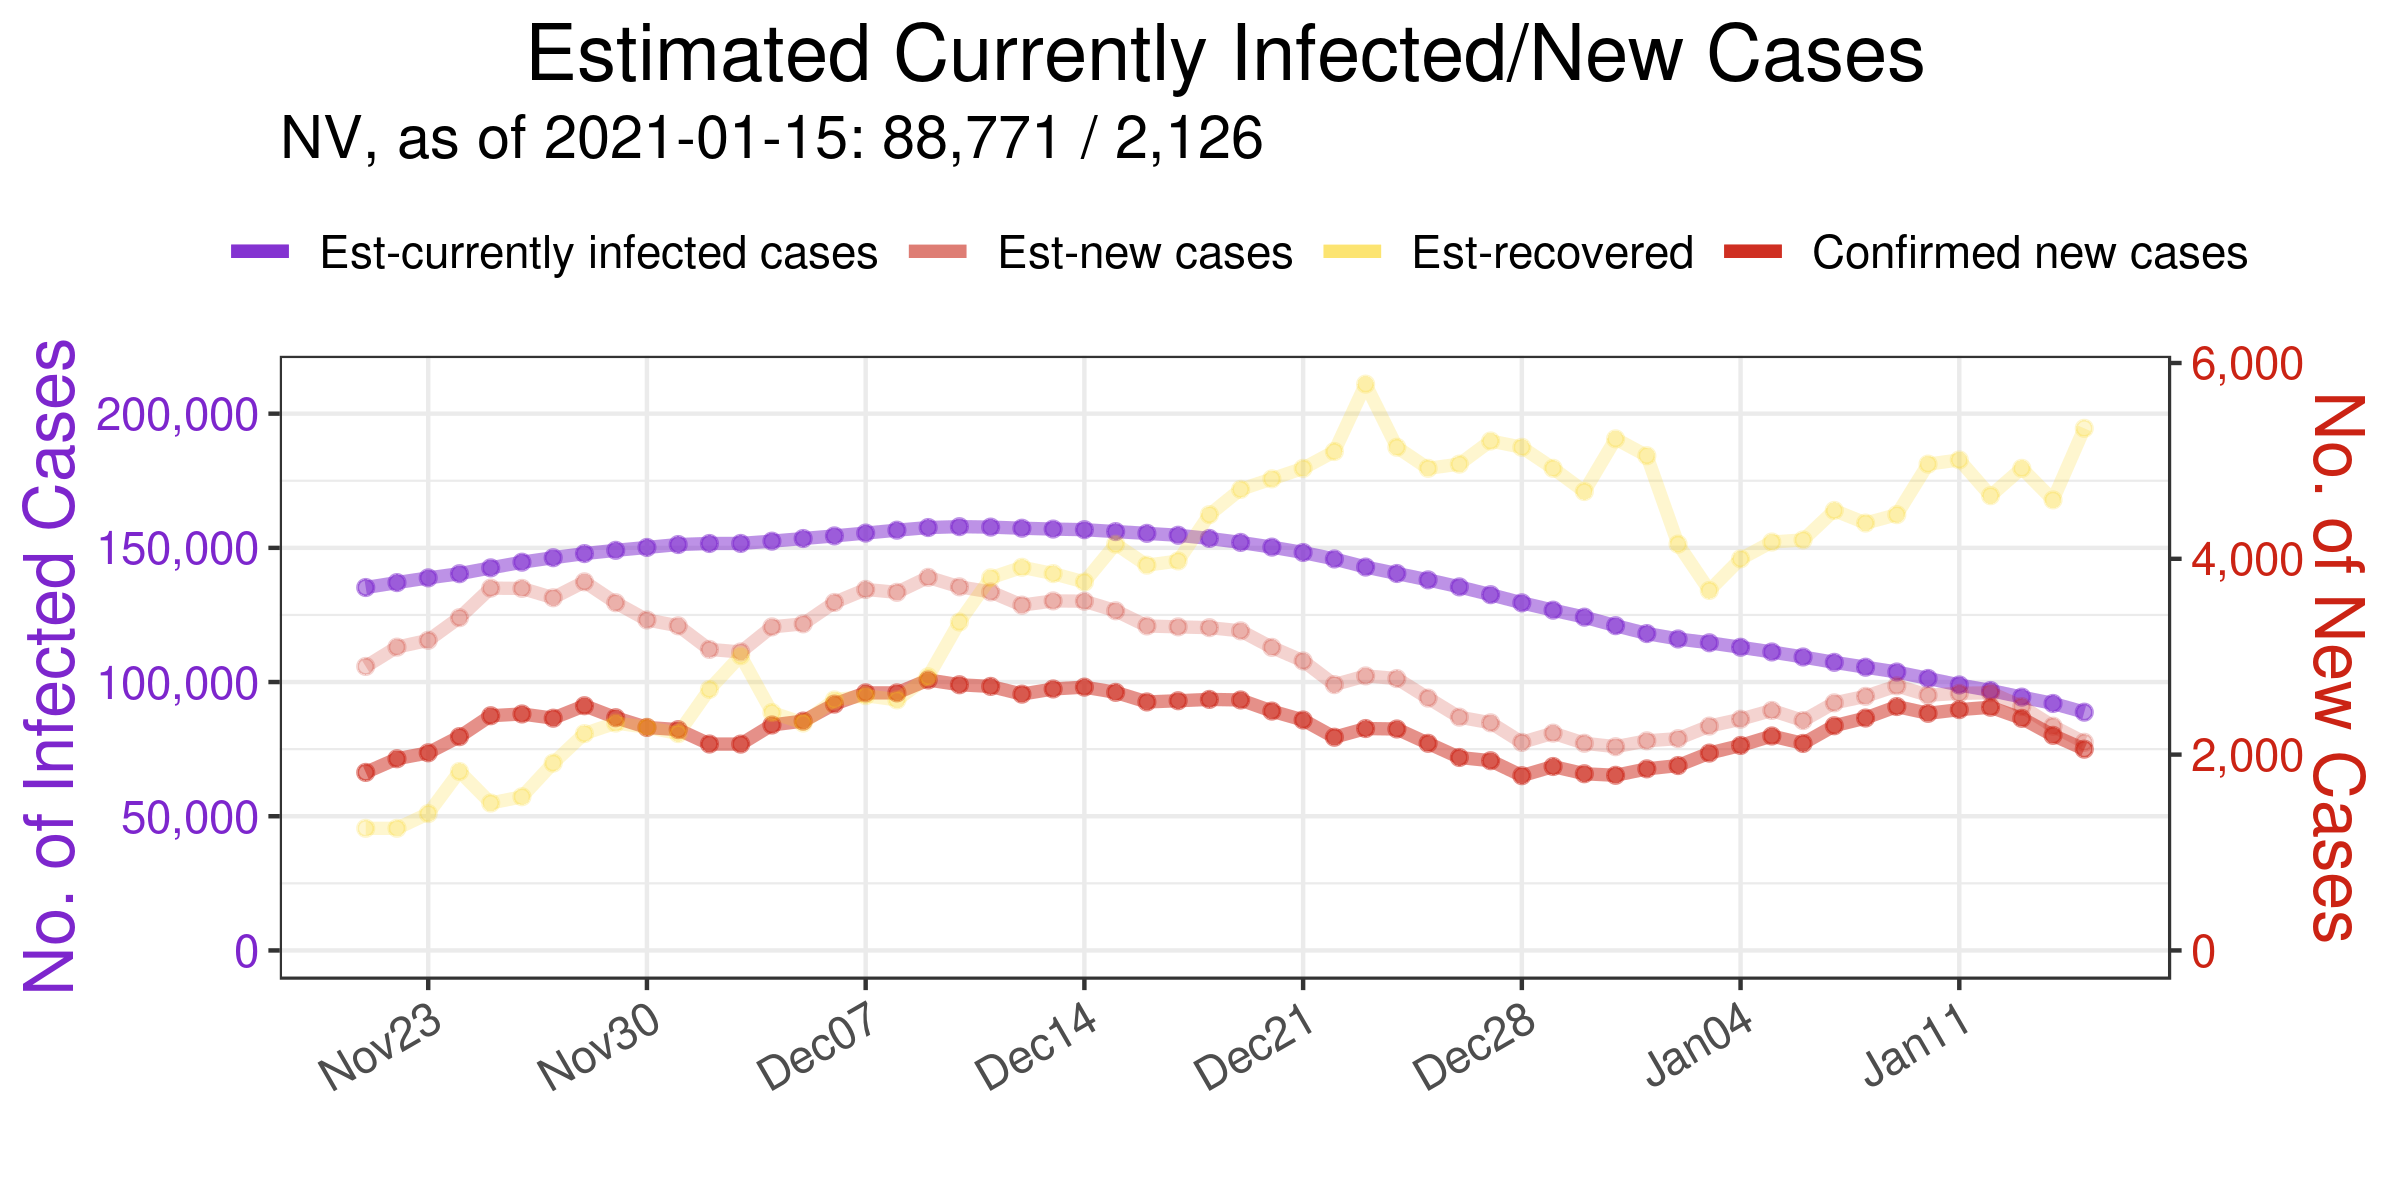 Estimated Currently Infected/New Cases
NV, as of 2021-01-15: 88,771 / 2,126
Est-currently infected cases Est-new cases Est-recovered Confirmed new cases
No. of Infected Cases
200,000
150,000
100,000
50,000
0
6,000
4,000
2,000
0
No. of New Cases
Nov23 Nov30 Dec07 Dec14 Dec21 Dec28 Jan04 Jan11